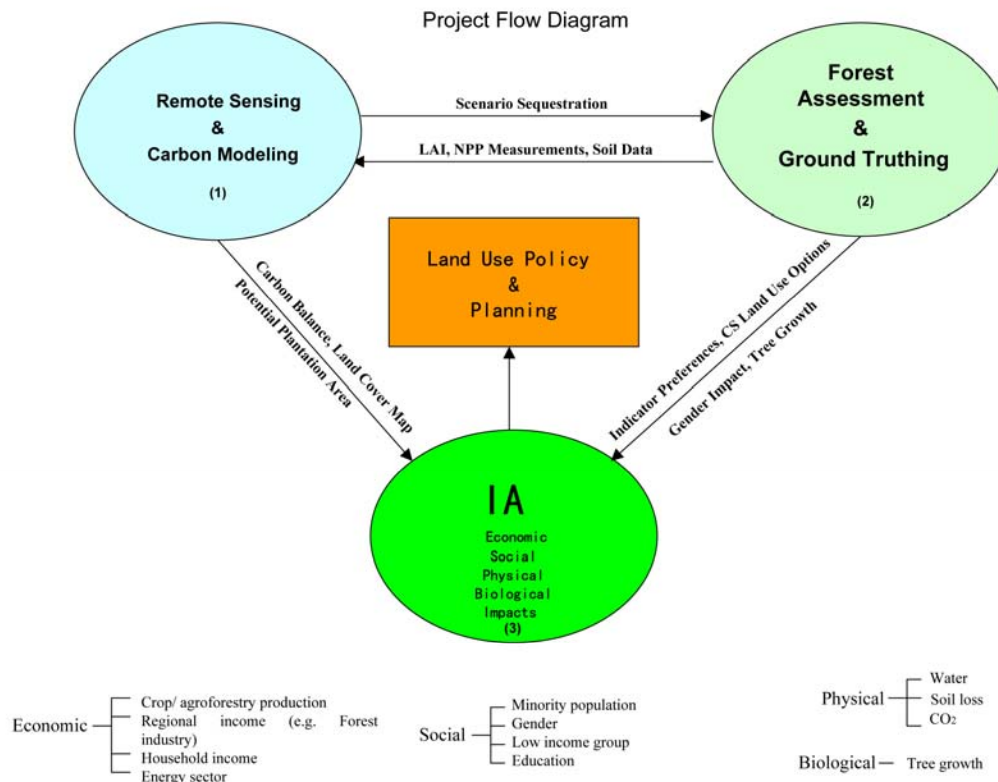 Project Flow Diagram
Remote Sensing
&
Carbon Modeling
(1)
Scenario Sequestration
LAI, NPP Measurements, Soil Data
Forest
Assessment
&
Ground Truthing
(2)
Land Use Policy
&
Planning
Carbon Balance, Land Cover Map
Potential Plantation Area
Indicator Preferences, CS Land Use Options
Gender Impact, Tree Growth
IA
Economic
Social
Physical
Biological
Impacts
(3)
Economic
Crop/ agroforestry production
Regional income (e.g. Forest
industry)
Household income
Energy sector
Social
Minority population
Gender
Low income group
Education
Physical
Water
Soil loss
CO2
Biological
Tree growth